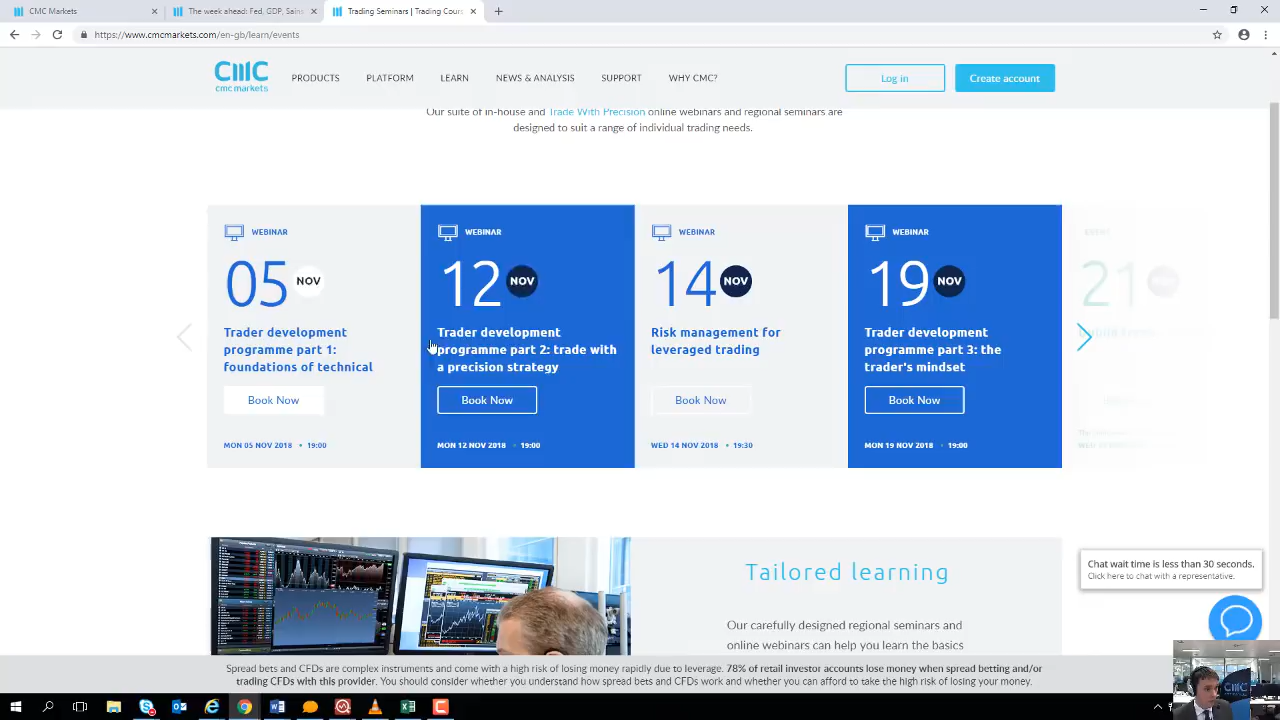 CMC Markets
The week ahead: Fed, GDP, Sains
Trading Seminars | Trading Cour
https://www.cmcmarkets.com/en-gb/learn/events
cmc markets
PRODUCTS PLATFORM LEARN NEWS & ANALYSIS SUPPORT WHY CMC?
Log in
Create account
Our suite of in-house and Trade With Precision online webinars and regional seminars are
designed to suit a range of individual trading needs.
WEBINAR
05 NOV
Trader development
programme part 1:
foundations of technical
Book Now
MON 05 NOV 2018 • 19:00
WEBINAR
12 NOV
Trader development
programme part 2: trade with
a precision strategy
Book Now
MON 12 NOV 2018 • 19:00
WEBINAR
14 NOV
Risk management for
leveraged trading
Book Now
WED 14 NOV 2018 • 19:30
WEBINAR
19 NOV
Trader development
programme part 3: the
trader's mindset
Book Now
MON 19 NOV 2018 • 19:00
21
Tailored learning
Our carefully designed regional seminars and
online webinars can help you learn the basics
Chat wait time is less than 30 seconds.
Click here to chat with a representative.
Spread bets and CFDs are complex instruments and come with a high risk of losing money rapidly due to leverage. 78% of retail investor accounts lose money when spread betting and/or
trading CFDs with this provider. You should consider whether you understand how spread bets and CFDs work and whether you can afford to take the high risk of losing your money.
CMC